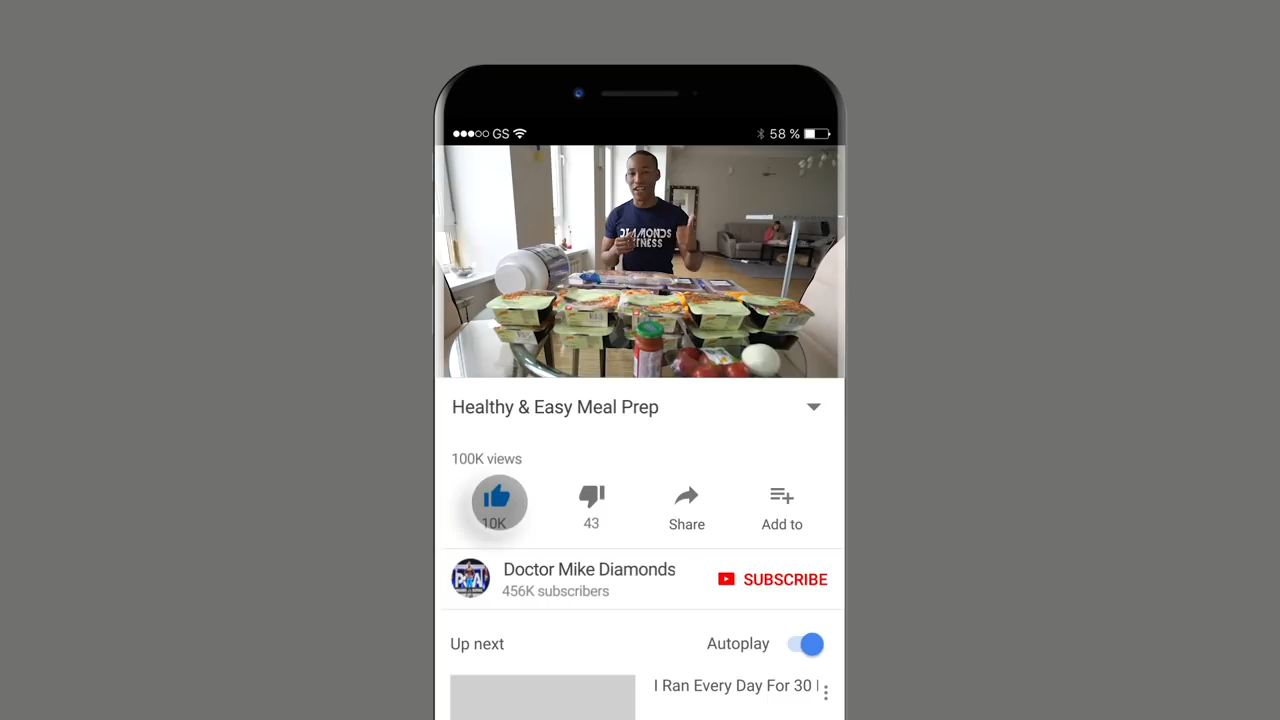 GS 58 %
DIAMONDS
FITNESS
Healthy & Easy Meal Prep
100K views
10K 43 Share Add to
Doctor Mike Diamonds
456K subscribers
SUBSCRIBE
Up next Autoplay
I Ran Every Day For 30